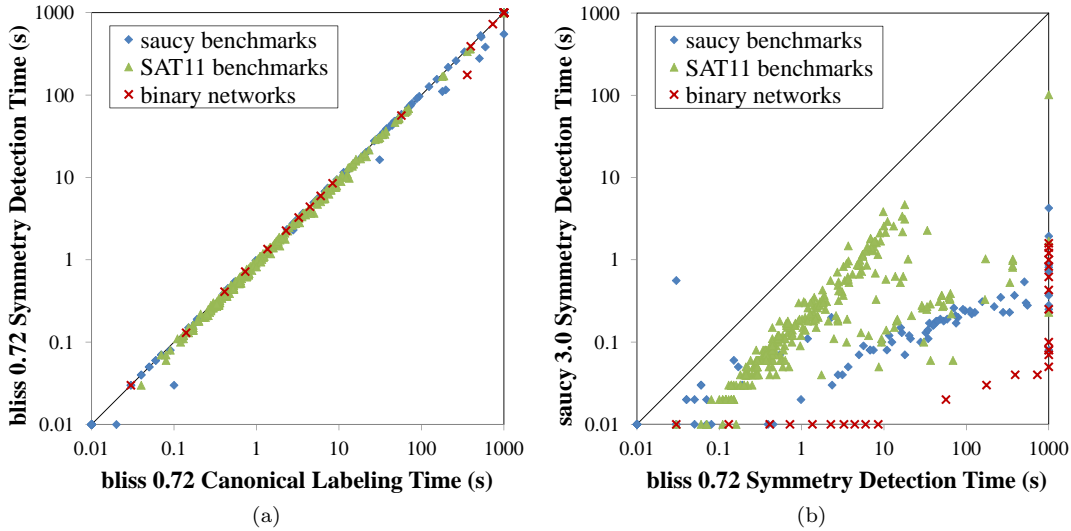 bliss 0.72 Symmetry Detection Time (s)
1000
100
10
1
0.1
0.01
saucy benchmarks
SAT11 benchmarks
binary networks
0.01
0.1
1
10
100
1000
bliss 0.72 Canonical Labeling Time (s)
(a)
saucy 3.0 Symmetry Detection Time (s)
1000
100
10
1
0.1
0.01
saucy benchmarks
SAT11 benchmarks
binary networks
0.01
0.1
1
10
100
1000
bliss 0.72 Symmetry Detection Time (s)
(b)